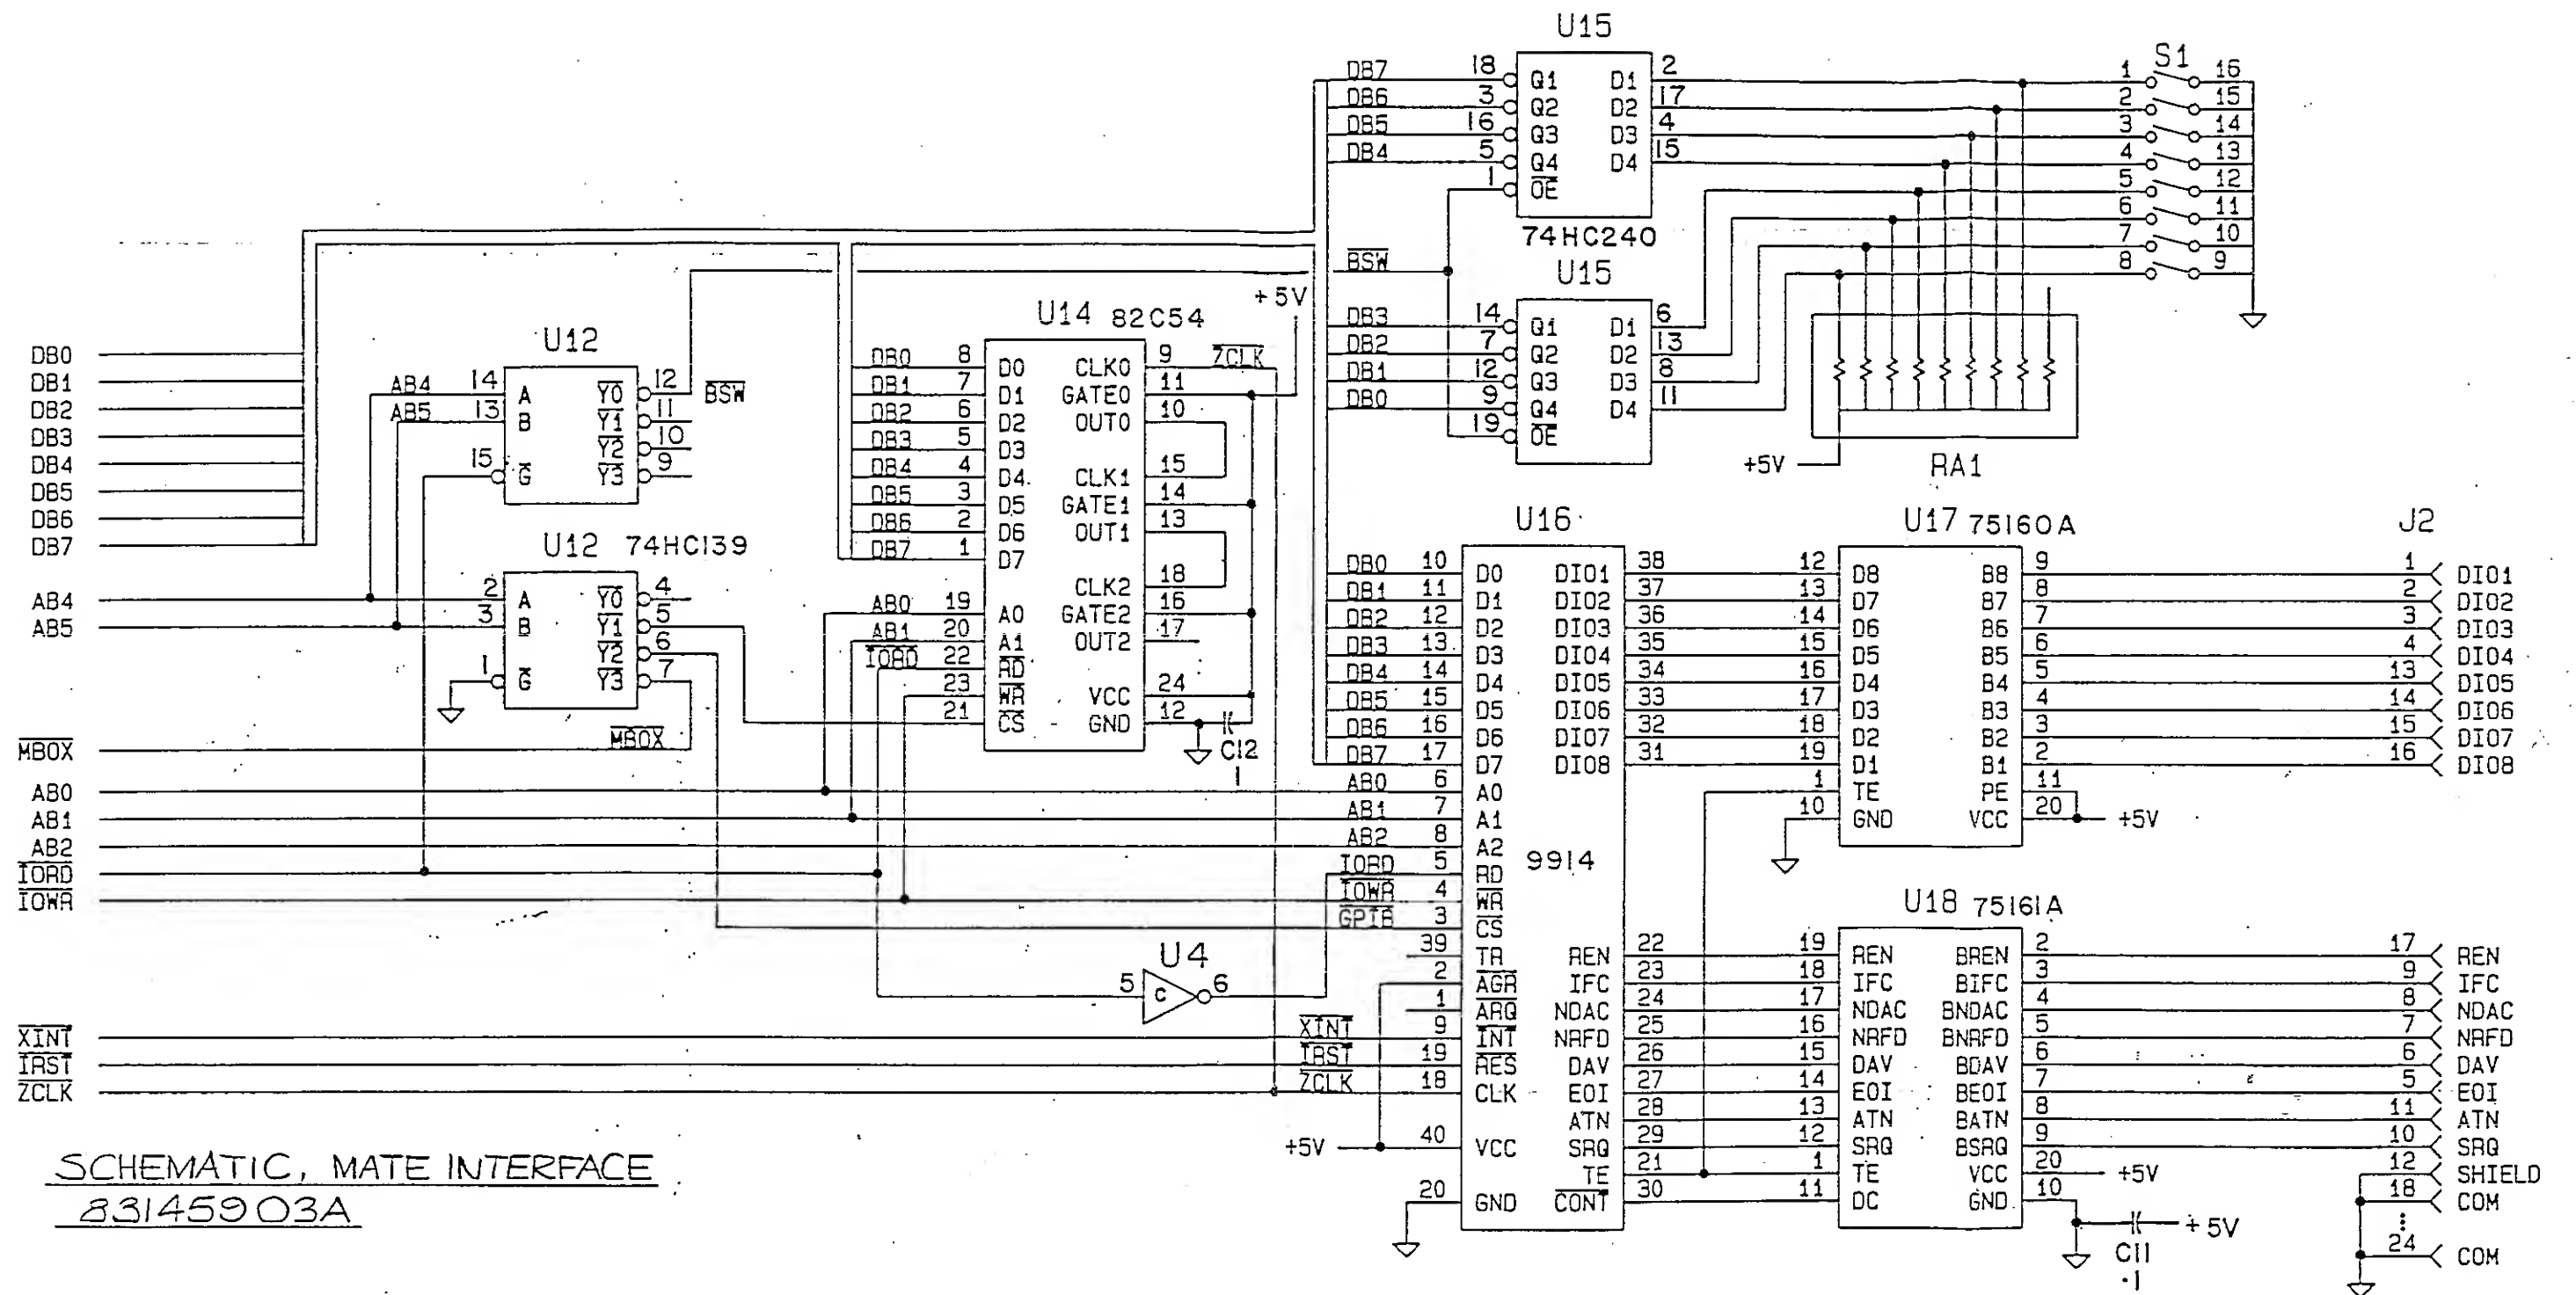 U15
DB7 18 Q1 D1 2 1 S1 16
DB6 3 Q2 D2 17 2 15
DB5 16 Q3 D3 4 3 14
DB4 5 Q4 D4 15 4 13
1 OE 5 12
6 11
74HC240 7 10
BSW U15 8 9
+5V
DB3 14 Q1 D1 6
DB2 7 Q2 D2 13
DB1 12 Q3 D3 8
DB0 9 Q4 D4 11
19 OE
+5V RA1
DB0
DB1
DB2
DB3
DB4
DB5
DB6
DB7
AB4
AB5
MBOX
AB0
AB1
AB2
IORD
IOWR
XINT
IRST
ZCLK
U12
AB4 14 A Y0 12 BSW
AB5 13 B Y1 11
Y2 10
15 G Y3 9
U12 74HC139
2 A Y0 4
3 B Y1 5
Y2 6
1 G Y3 7
MBOX
U14 82C54
DB0 8 D0 CLK0 9 ZCLK
DB1 7 D1 GATE0 11
DB2 6 D2 OUT0 10
DB3 5 D3
DB4 4 D4 CLK1 15
DB5 3 D5 GATE1 14
DB6 2 D6 OUT1 13
DB7 1 D7
CLK2 18
AB0 19 A0 GATE2 16
AB1 20 A1 OUT2 17
IORD 22 RD
23 WR VCC 24
21 CS GND 12
C12
.1
U4
5 C 6
U16
DB0 10 D0 DIO1 38
DB1 11 D1 DIO2 37
DB2 12 D2 DIO3 36
DB3 13 D3 DIO4 35
DB4 14 D4 DIO5 34
DB5 15 D5 DIO6 33
DB6 16 D6 DIO7 32
DB7 17 D7 DIO8 31
AB0 6 A0
AB1 7 A1
AB2 8 A2
9914
IORD 5 RD
IOWR 4 WR
GPIB 3 CS
39 TR REN 22
2 AGR IFC 23
1 ARQ NDAC 24
XINT 9 INT NRFD 25
IRST 19 RES DAV 26
ZCLK 18 CLK EOI 27
ATN 28
+5V 40 VCC SRQ 29
TE 21
20 GND CONT 30
U17 75160A
12 D8 B8 9
13 D7 B7 8
14 D6 B6 7
15 D5 B5 6
16 D4 B4 5
17 D3 B3 4
18 D2 B2 3
19 D1 B1 2
1 TE PE 11
10 GND VCC 20 +5V
U18 75161A
19 REN BREN 2
18 IFC BIFC 3
17 NDAC BNDAC 4
16 NRFD BNRFD 5
15 DAV BDAV 6
14 EOI BEOI 7
13 ATN BATN 8
12 SRQ BSRQ 9
1 TE VCC 20 +5V
11 DC GND 10
+5V
C11
.1
J2
1 DIO1
2 DIO2
3 DIO3
4 DIO4
13 DIO5
14 DIO6
15 DIO7
16 DIO8
17 REN
9 IFC
8 NDAC
7 NRFD
6 DAV
5 EOI
11 ATN
10 SRQ
12 SHIELD
18 COM
24 COM
SCHEMATIC, MATE INTERFACE
83145903A